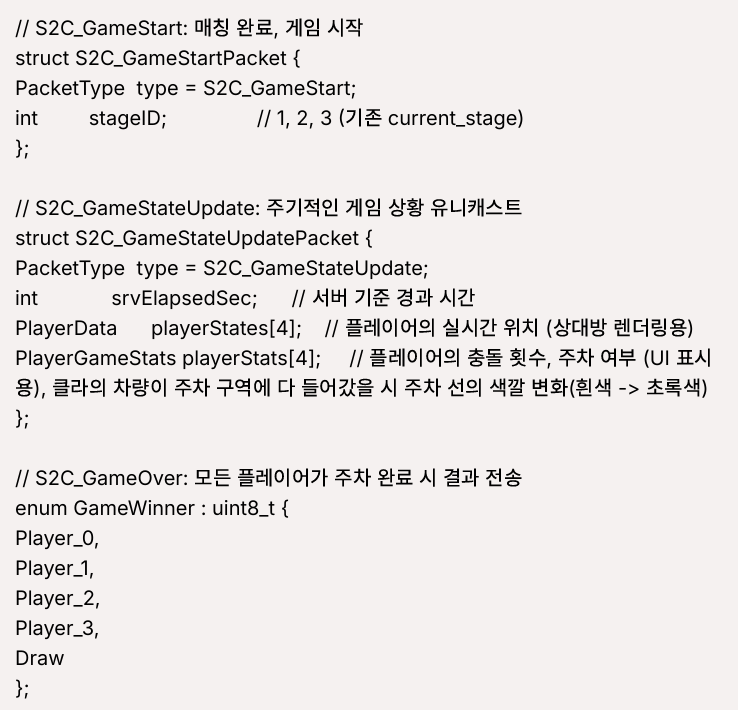 // S2C_GameStart: 매칭 완료, 게임 시작
struct S2C_GameStartPacket {
PacketType  type = S2C_GameStart;
int         stageID;                // 1, 2, 3 (기존 current_stage)
};

// S2C_GameStateUpdate: 주기적인 게임 상황 유니캐스트
struct S2C_GameStateUpdatePacket {
PacketType  type = S2C_GameStateUpdate;
int             srvElapsedSec;      // 서버 기준 경과 시간
PlayerData      playerStates[4];    // 플레이어의 실시간 위치 (상대방 렌더링용)
PlayerGameStats playerStats[4];     // 플레이어의 충돌 횟수, 주차 여부 (UI 표시
용), 클라의 차량이 주차 구역에 다 들어갔을 시 주차 선의 색깔 변화(흰색 -> 초록색)
};

// S2C_GameOver: 모든 플레이어가 주차 완료 시 결과 전송
enum GameWinner : uint8_t {
Player_0,
Player_1,
Player_2,
Player_3,
Draw
};